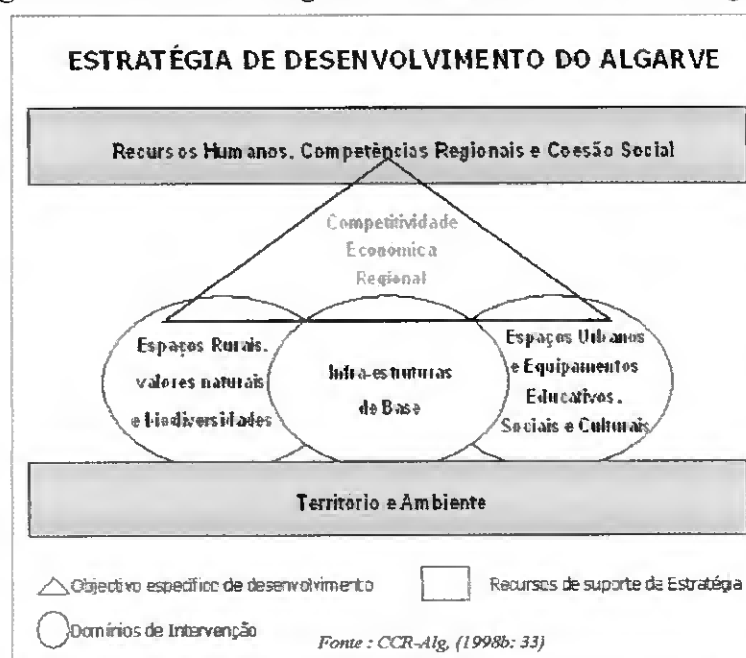 ESTRATÉGIA DE DESENVOLVIMENTO DO ALGARVE
Recursos Humanos, Competências Regionais e Coesão Social
Competitividade
Económica
Regional
Espaços Rurais,
valores naturais
e biodiversidades
Infra-estruturas
de Base
Espaços Urbanos
e Equipamentos
Educativos,
Sociais e Culturais
Território e Ambiente
Objectivo específico de desenvolvimento
Recursos de suporte da Estratégia
Domínios de Intervenção
Fonte : CCR-Alg, (1998b: 33)